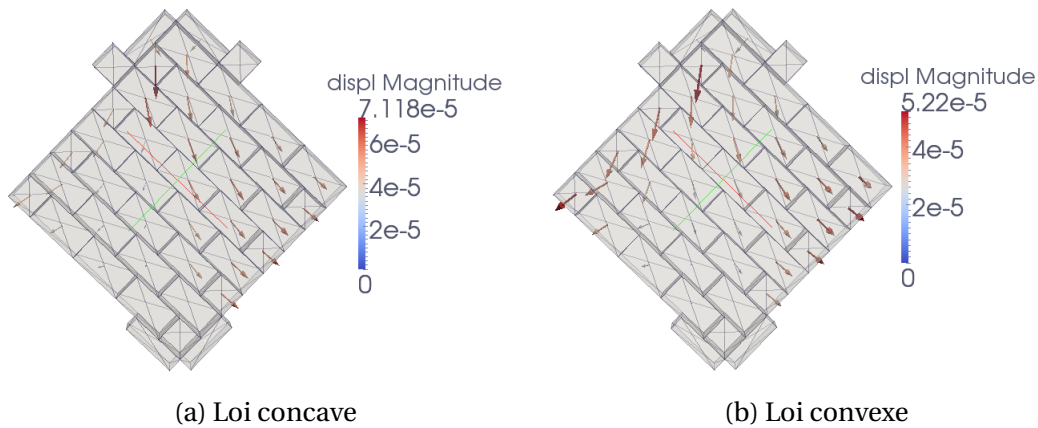 displ Magnitude
7.118e-5
6e-5
4e-5
2e-5
0
(a) Loi concave
displ Magnitude
5.22e-5
4e-5
2e-5
0
(b) Loi convexe